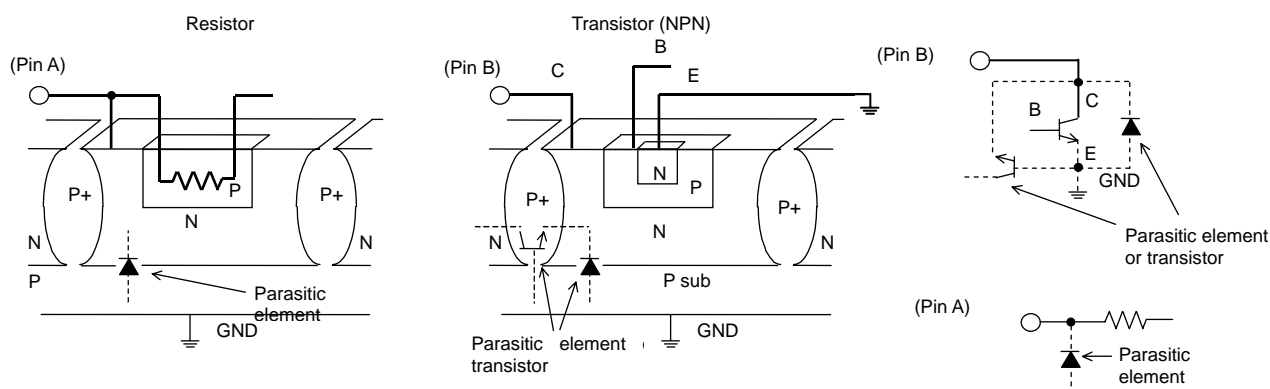 Resistor
(Pin A)
P+
P+
P
N
N
N
P
Parasitic
element
GND
Transistor (NPN)
B
(Pin B)
C
E
N
P
P+
P+
N
N
N
P sub
GND
Parasitic element
transistor
(Pin B)
B
C
E
GND
Parasitic element
or transistor
(Pin A)
Parasitic
element